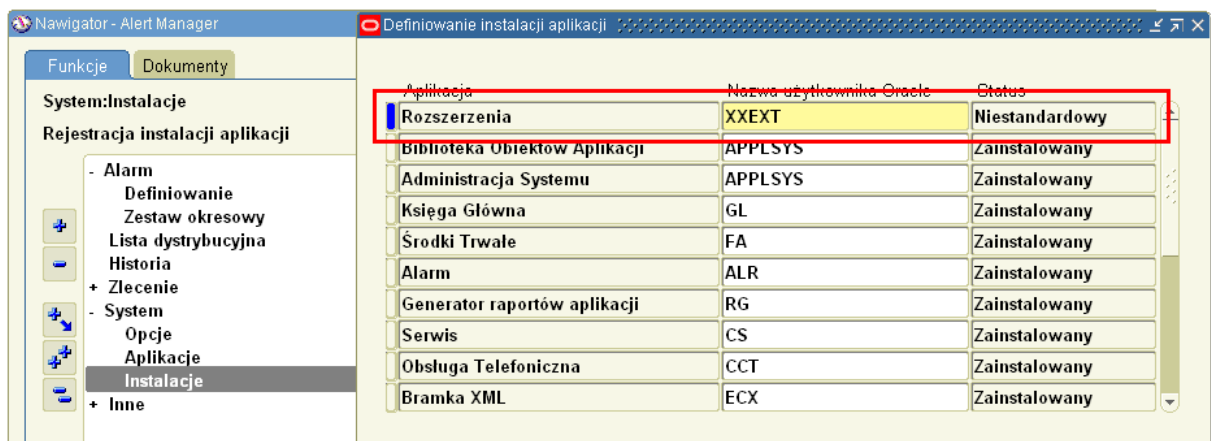 Nawigator - Alert Manager
Funkcje Dokumenty
System:Instalacje
Rejestracja instalacji aplikacji
- Alarm
Definiowanie
Zestaw okresowy
Lista dystrybucyjna
Historia
+ Zlecenie
- System
Opcje
Aplikacje
Instalacje
+ Inne
Definiowanie instalacji aplikacji
Aplikacja Nazwa użytkownika Oracle Status
Rozszerzenia XXEXT Niestandardowy
Biblioteka Obiektów Aplikacji APPLSYS Zainstalowany
Administracja Systemu APPLSYS Zainstalowany
Księga Główna GL Zainstalowany
Środki Trwałe FA Zainstalowany
Alarm ALR Zainstalowany
Generator raportów aplikacji RG Zainstalowany
Serwis CS Zainstalowany
Obsługa Telefoniczna CCT Zainstalowany
Bramka XML ECX Zainstalowany